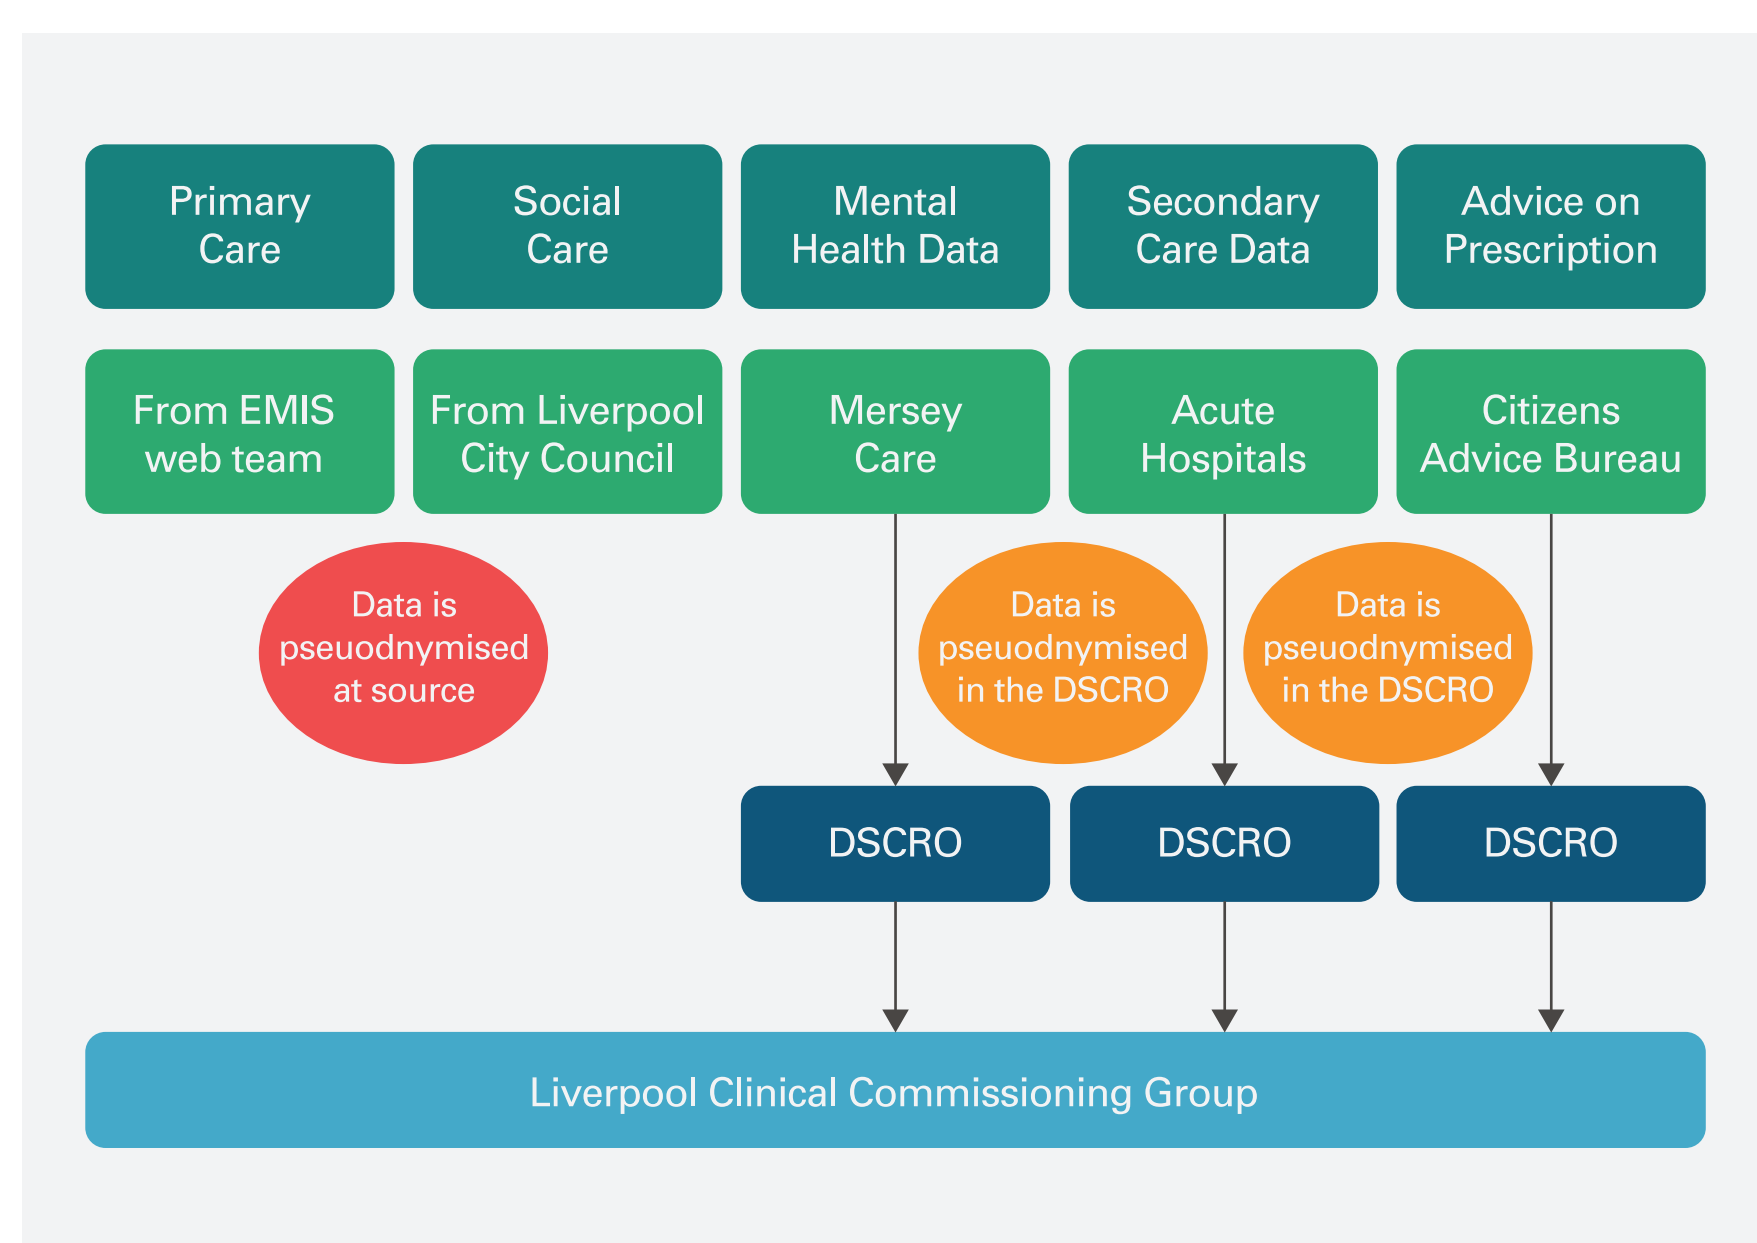 Primary
Care
Social
Care
Mental
Health Data
Secondary
Care Data
Advice on
Prescription
From EMIS
web team
From Liverpool
City Council
Mersey
Care
Acute
Hospitals
Citizens
Advice Bureau
Data is
pseuodnymised
at source
Data is
pseuodnymised
in the DSCRO
Data is
pseuodnymised
in the DSCRO
DSCRO
DSCRO
DSCRO
Liverpool Clinical Commissioning Group